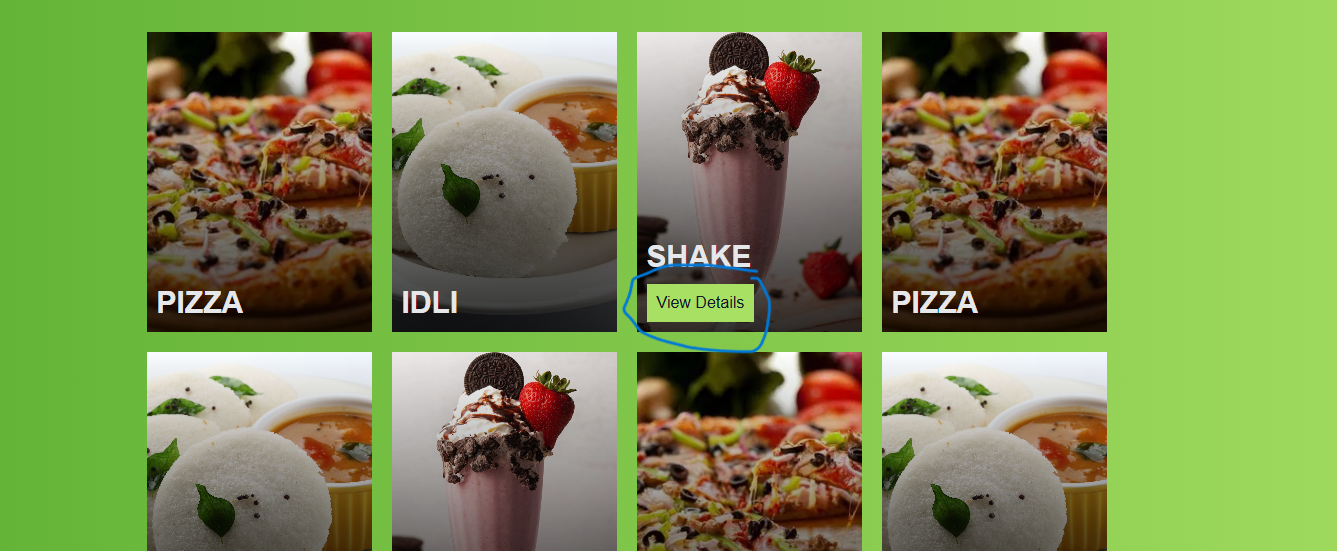 SHAKE
PIZZA
IDLI
View Details
PIZZA